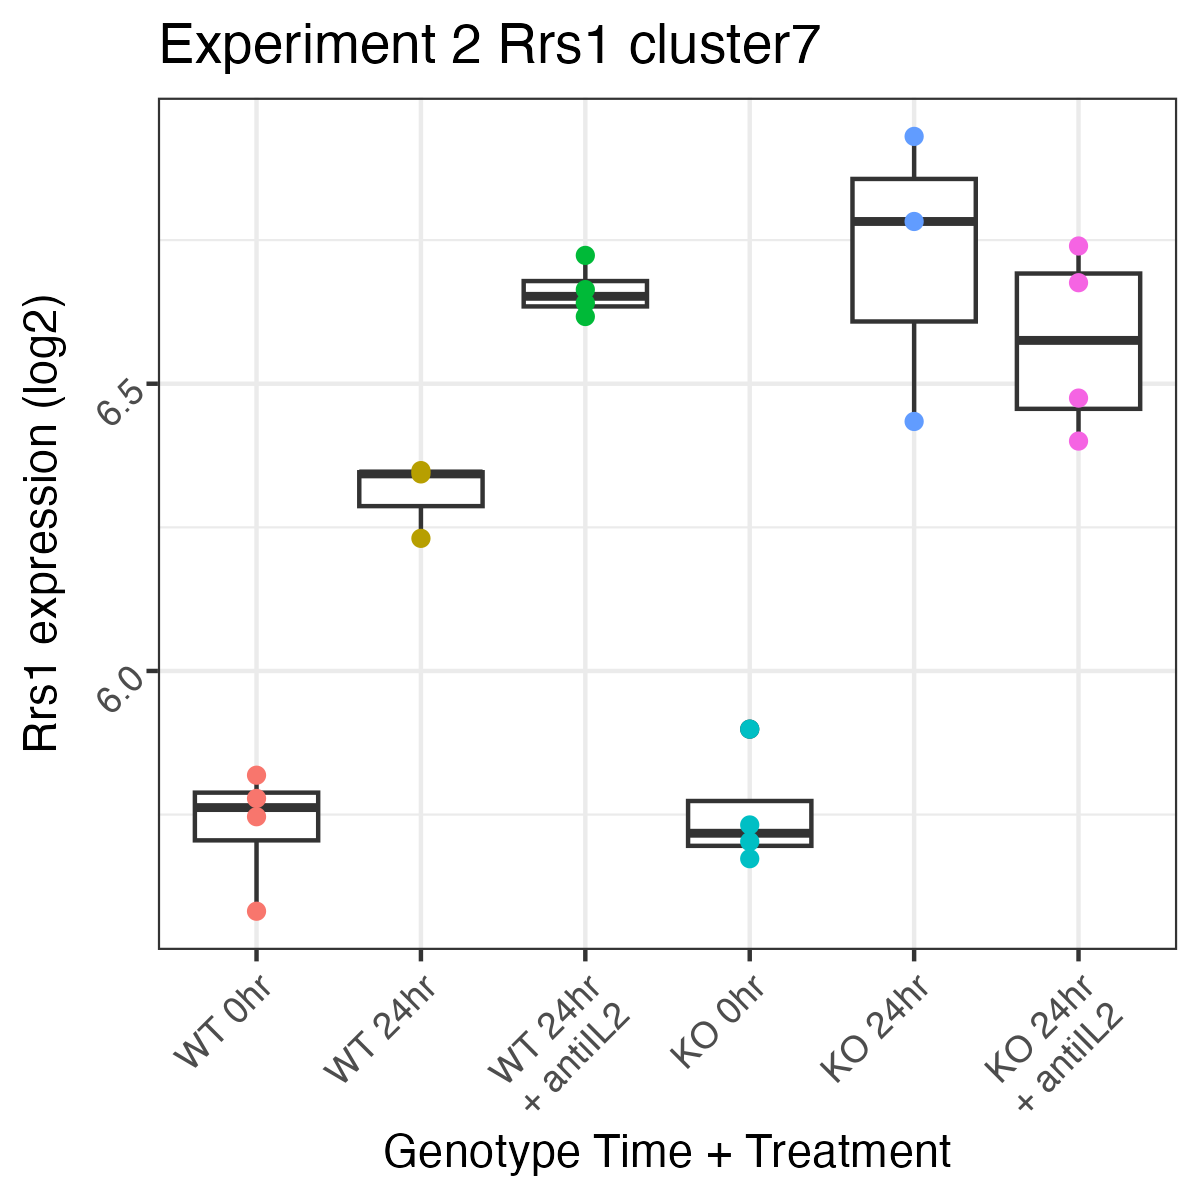 Experiment 2 Rrs1 cluster7
Rrs1 expression (log2)
6.5
6.0
WT 0hr
WT 24hr
WT 24hr
+ antiIL2
KO 0hr
KO 24hr
KO 24hr
+ antiIL2
Genotype Time + Treatment